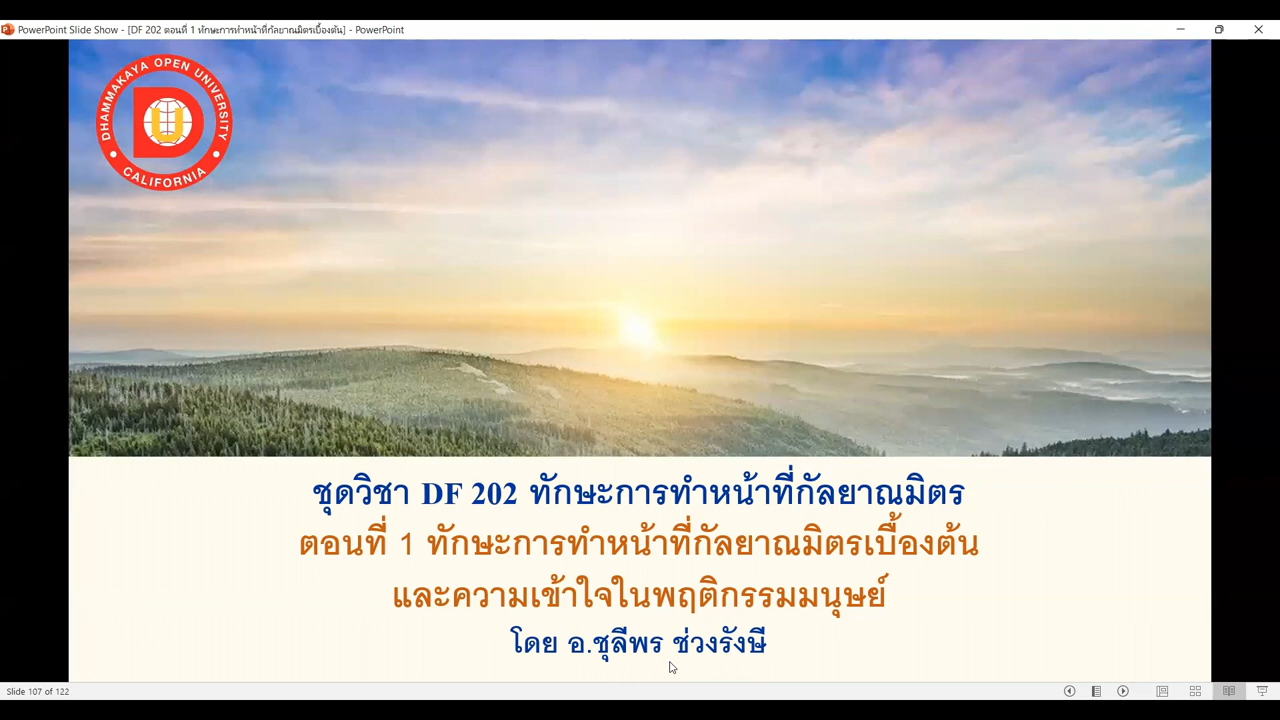 PowerPoint Slide Show - [DF 202 ตอนที่ 1 ทักษะการทำหน้าที่กัลยาณมิตรเบื้องต้น] - PowerPoint
DHAMMAKAYA OPEN UNIVERSITY
DU
CALIFORNIA
ชุดวิชา DF 202 ทักษะการทำหน้าที่กัลยาณมิตร
ตอนที่ 1 ทักษะการทำหน้าที่กัลยาณมิตรเบื้องต้น
และความเข้าใจในพฤติกรรมมนุษย์
โดย อ.ชุลีพร ช่วงรังษี
Slide 107 of 122